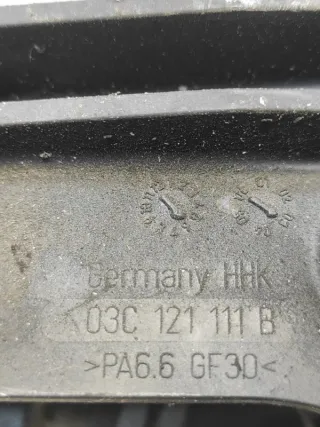 Germany HHK
03C 121 111 B
>PA6.6 GF30<